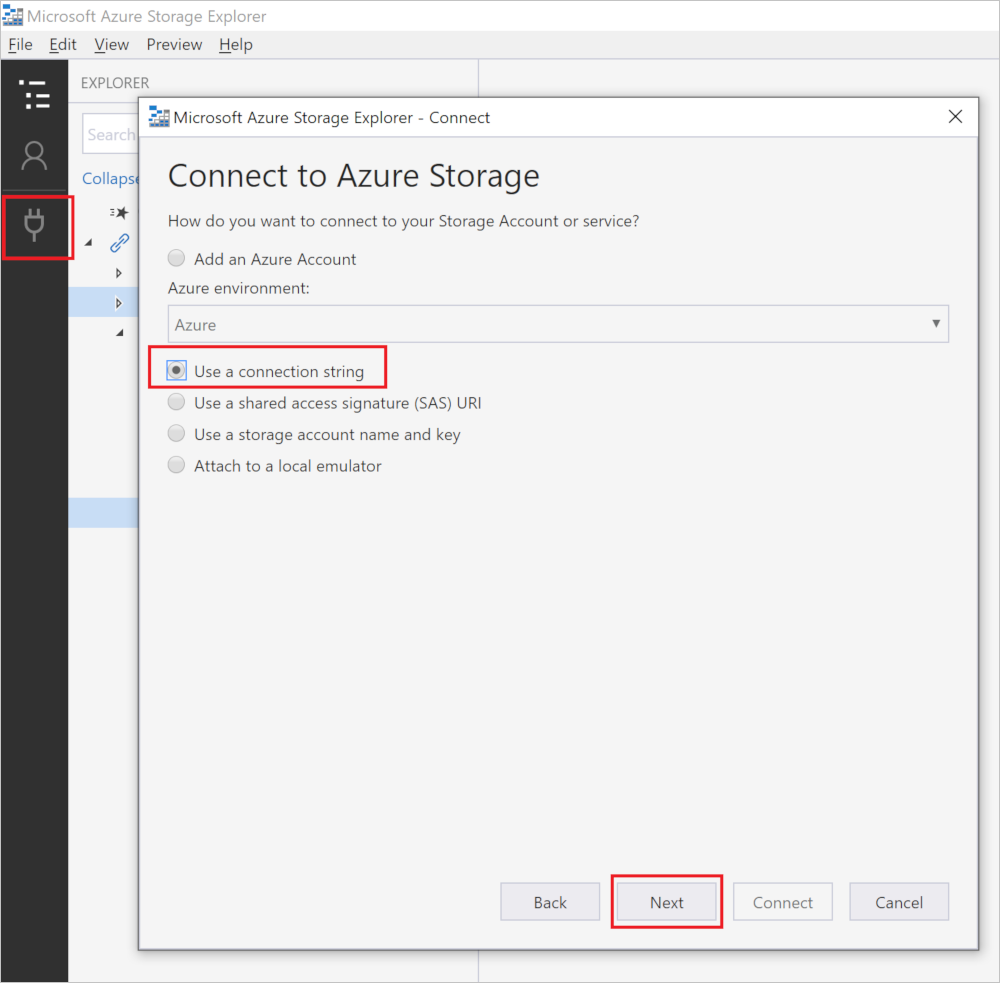 Microsoft Azure Storage Explorer
File Edit View Preview Help
EXPLORER
Microsoft Azure Storage Explorer - Connect
Search
Connect to Azure Storage
How do you want to connect to your Storage Account or service?
Add an Azure Account
Azure environment:
Azure
Use a connection string
Use a shared access signature (SAS) URI
Use a storage account name and key
Attach to a local emulator
Back Next Connect Cancel